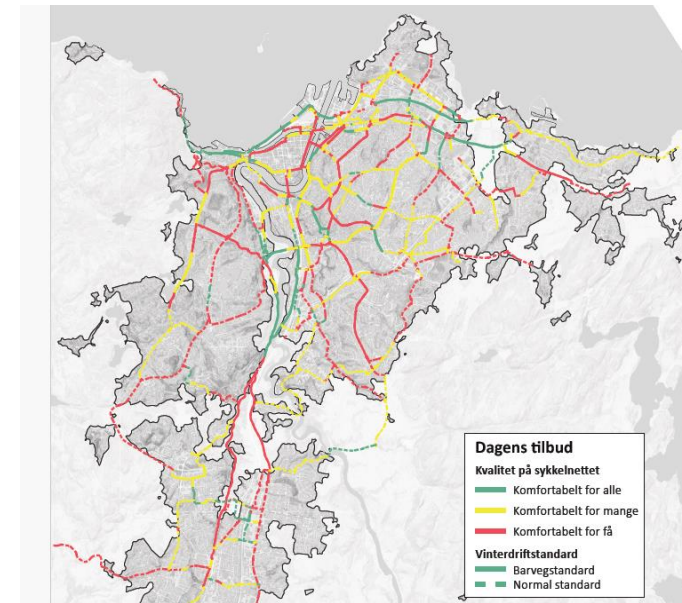 Dagens tilbud
Kvalitet på sykkelnettet
Komfortabelt for alle
Komfortabelt for mange
Komfortabelt for få
Vinterdriftstandard
Barvegstandard
Normal standard